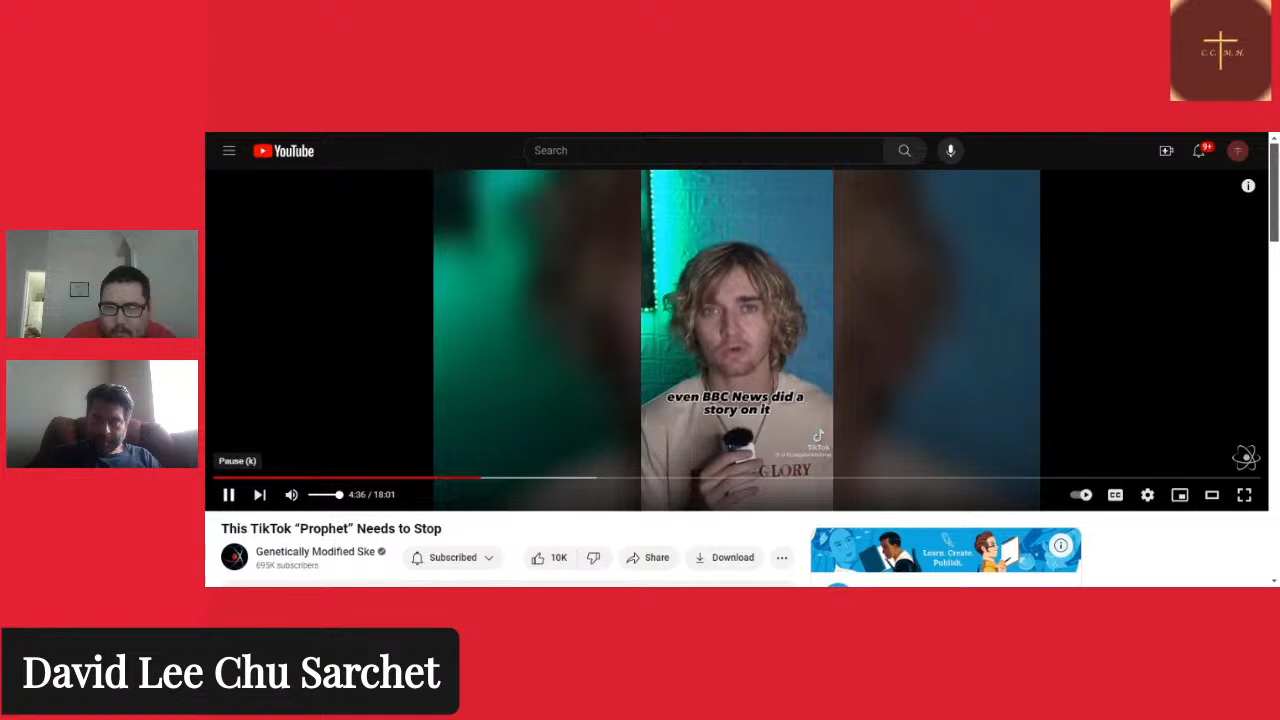 C. C. M. H.
YouTube
Search
9+
even BBC News did a
story on it
TikTok
GLORY
Pause (k)
4:36 / 18:01
CC
This TikTok “Prophet” Needs to Stop
Genetically Modified Ske
695K subscribers
Subscribed
10K
Share
Download
Learn. Create.
Publish.
David Lee Chu Sarchet